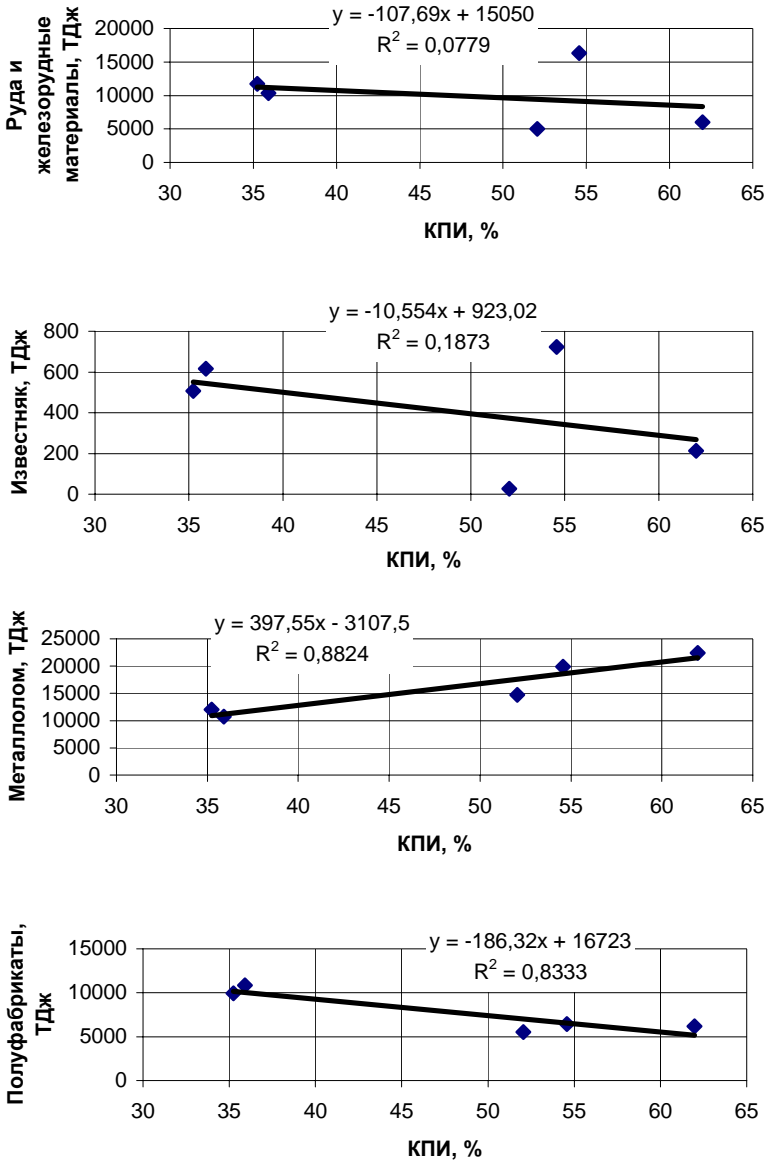 y = -107,69x + 15050
R² = 0,0779
20000
15000
10000
5000
0
Руда и
железорудные
материалы, ТДж
30 35 40 45 50 55 60 65
КПИ, %
y = -10,554x + 923,02
R² = 0,1873
800
600
400
200
0
Известняк, ТДж
30 35 40 45 50 55 60 65
КПИ, %
y = 397,55x - 3107,5
R² = 0,8824
25000
20000
15000
10000
5000
0
Металлолом, ТДж
30 35 40 45 50 55 60 65
КПИ, %
y = -186,32x + 16723
R² = 0,8333
15000
10000
5000
0
Полуфабрикаты,
ТДж
30 35 40 45 50 55 60 65
КПИ, %